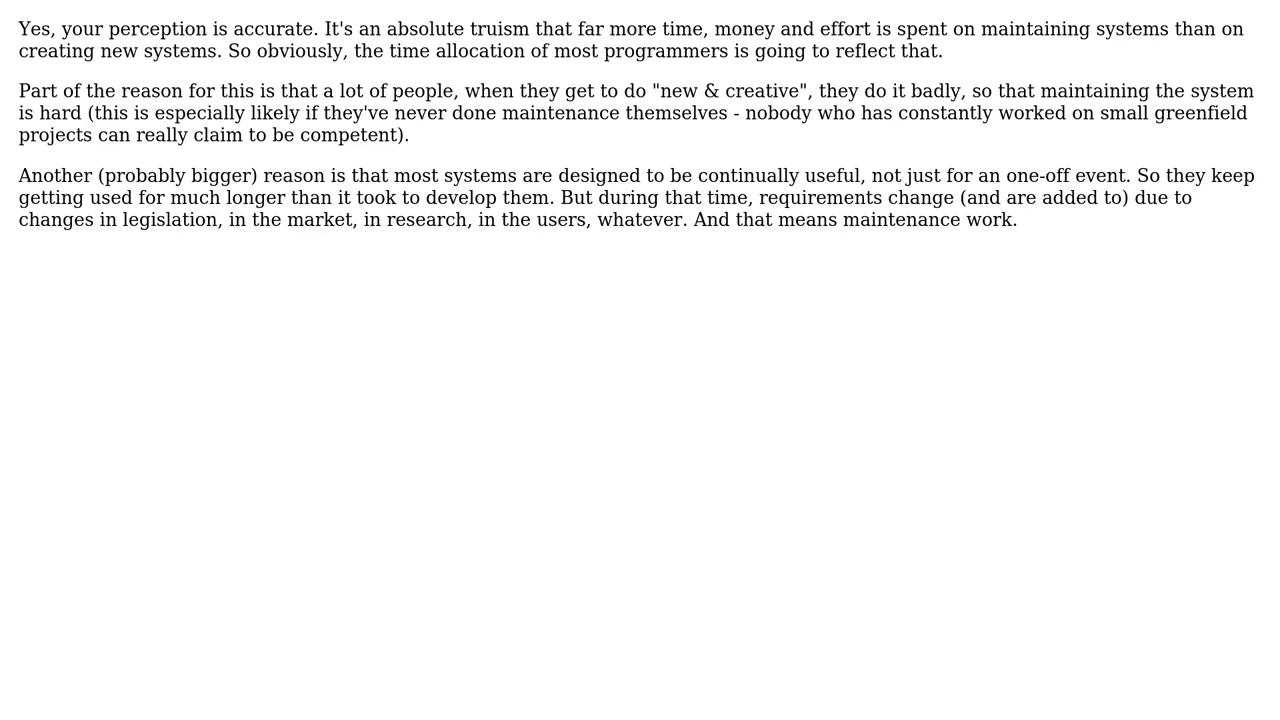 Yes, your perception is accurate. It's an absolute truism that far more time, money and effort is spent on maintaining systems than on
creating new systems. So obviously, the time allocation of most programmers is going to reflect that.
Part of the reason for this is that a lot of people, when they get to do "new & creative", they do it badly, so that maintaining the system
is hard (this is especially likely if they've never done maintenance themselves - nobody who has constantly worked on small greenfield
projects can really claim to be competent).
Another (probably bigger) reason is that most systems are designed to be continually useful, not just for an one-off event. So they keep
getting used for much longer than it took to develop them. But during that time, requirements change (and are added to) due to
changes in legislation, in the market, in research, in the users, whatever. And that means maintenance work.